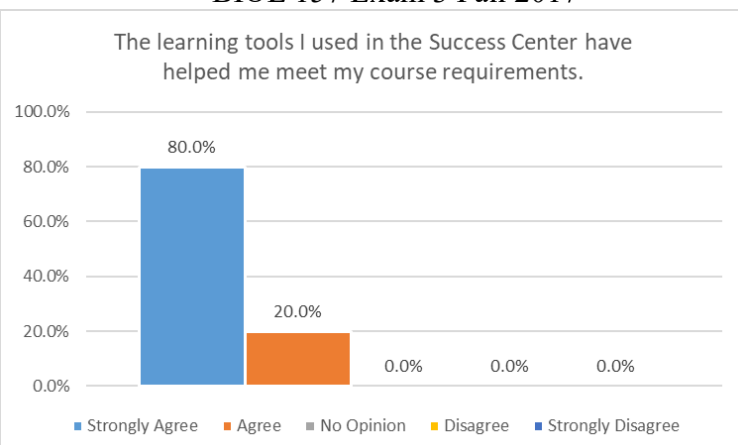 The learning tools I used in the Success Center have
helped me meet my course requirements.
100.0%
80.0%
80.0%
60.0%
40.0%
20.0%
20.0%
0.0% 0.0% 0.0%
0.0%
Strongly Agree Agree No Opinion Disagree Strongly Disagree